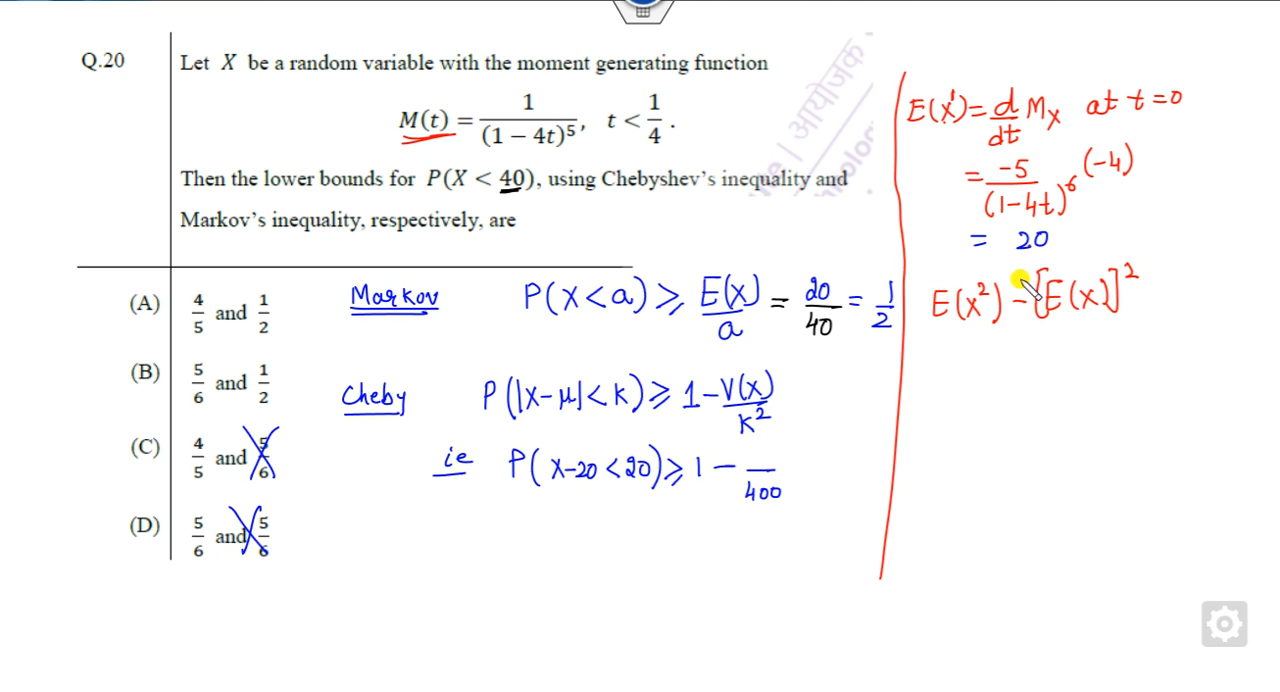 Q.20
Let X be a random variable with the moment generating function
M(t) = 1/(1 − 4t)^5, t < 1/4 .
Then the lower bounds for P(X < 40), using Chebyshev's inequality and
Markov's inequality, respectively, are
(A) 4/5 and 1/2
(B) 5/6 and 1/2
(C) 4/5 and 5/6
(D) 5/6 and 5/6
Markov P(X<a) ⩾ E(X)/a = 20/40 = 1/2
Cheby P(|X−μ|<k) ⩾ 1−V(X)/k²
ie P(X−20<20) ⩾ 1 − /400
E(X¹) = d/dt M_X at t=0
= −5/(1−4t)^6 (−4)
= 20
E(X²) − [E(X)]²
आयोजक